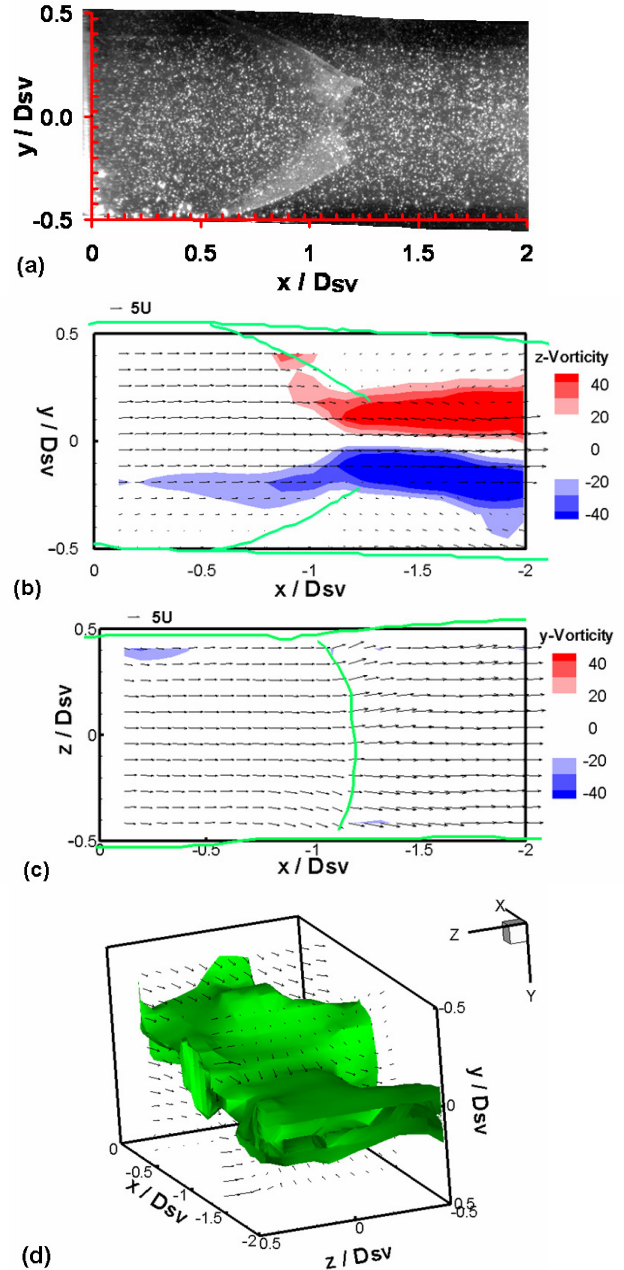 0.5
0.0
-0.5
y / Dsv
0
0.5
1
1.5
2
x / Dsv
(a)
5U
0.5
0
-0.5
y / Dsv
0
-0.5
-1
-1.5
-2
x / Dsv
z-Vorticity
40
20
0
-20
-40
(b)
5U
0.5
0
-0.5
z / Dsv
0
-0.5
-1
-1.5
-2
x / Dsv
y-Vorticity
40
20
0
-20
-40
(c)
X
Z
Y
-0.5
0
0.5
y / Dsv
0
-0.5
-1
-1.5
-2
x / Dsv
0.5
0
-0.5
z / Dsv
(d)